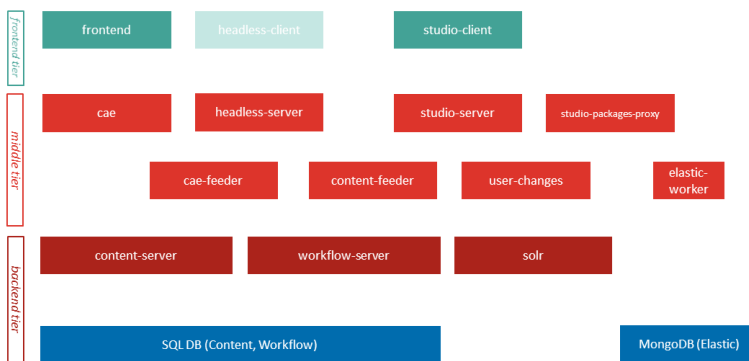 frontend tier
frontend
headless-client
studio-client
middle tier
cae
headless-server
studio-server
studio-packages-proxy
cae-feeder
content-feeder
user-changes
elastic-
worker
backend tier
content-server
workflow-server
solr
SQL DB (Content, Workflow)
MongoDB (Elastic)